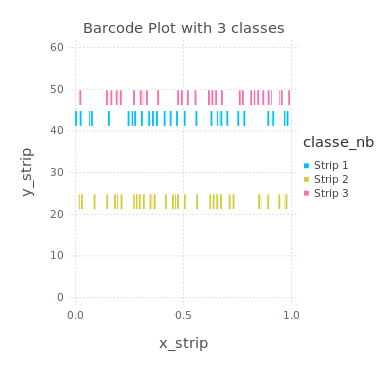 Barcode Plot with 3 classes
60
50
40
30
20
10
0
y_strip
0.0
0.5
1.0
x_strip
classe_nb
Strip 1
Strip 2
Strip 3